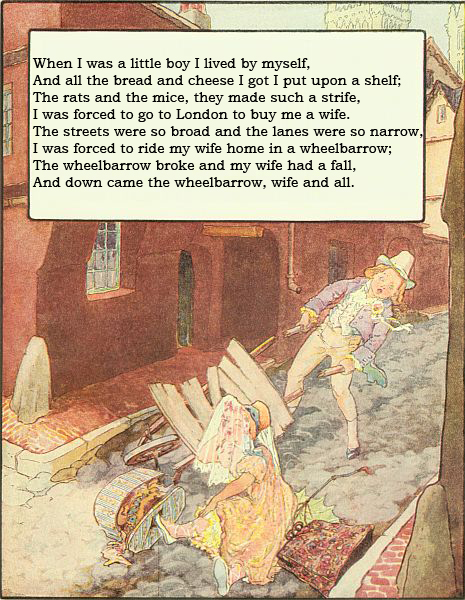 When I was a little boy I lived by myself,
And all the bread and cheese I got I put upon a shelf;
The rats and the mice, they made such a strife,
I was forced to go to London to buy me a wife.
The streets were so broad and the lanes were so narrow,
I was forced to ride my wife home in a wheelbarrow;
The wheelbarrow broke and my wife had a fall,
And down came the wheelbarrow, wife and all.